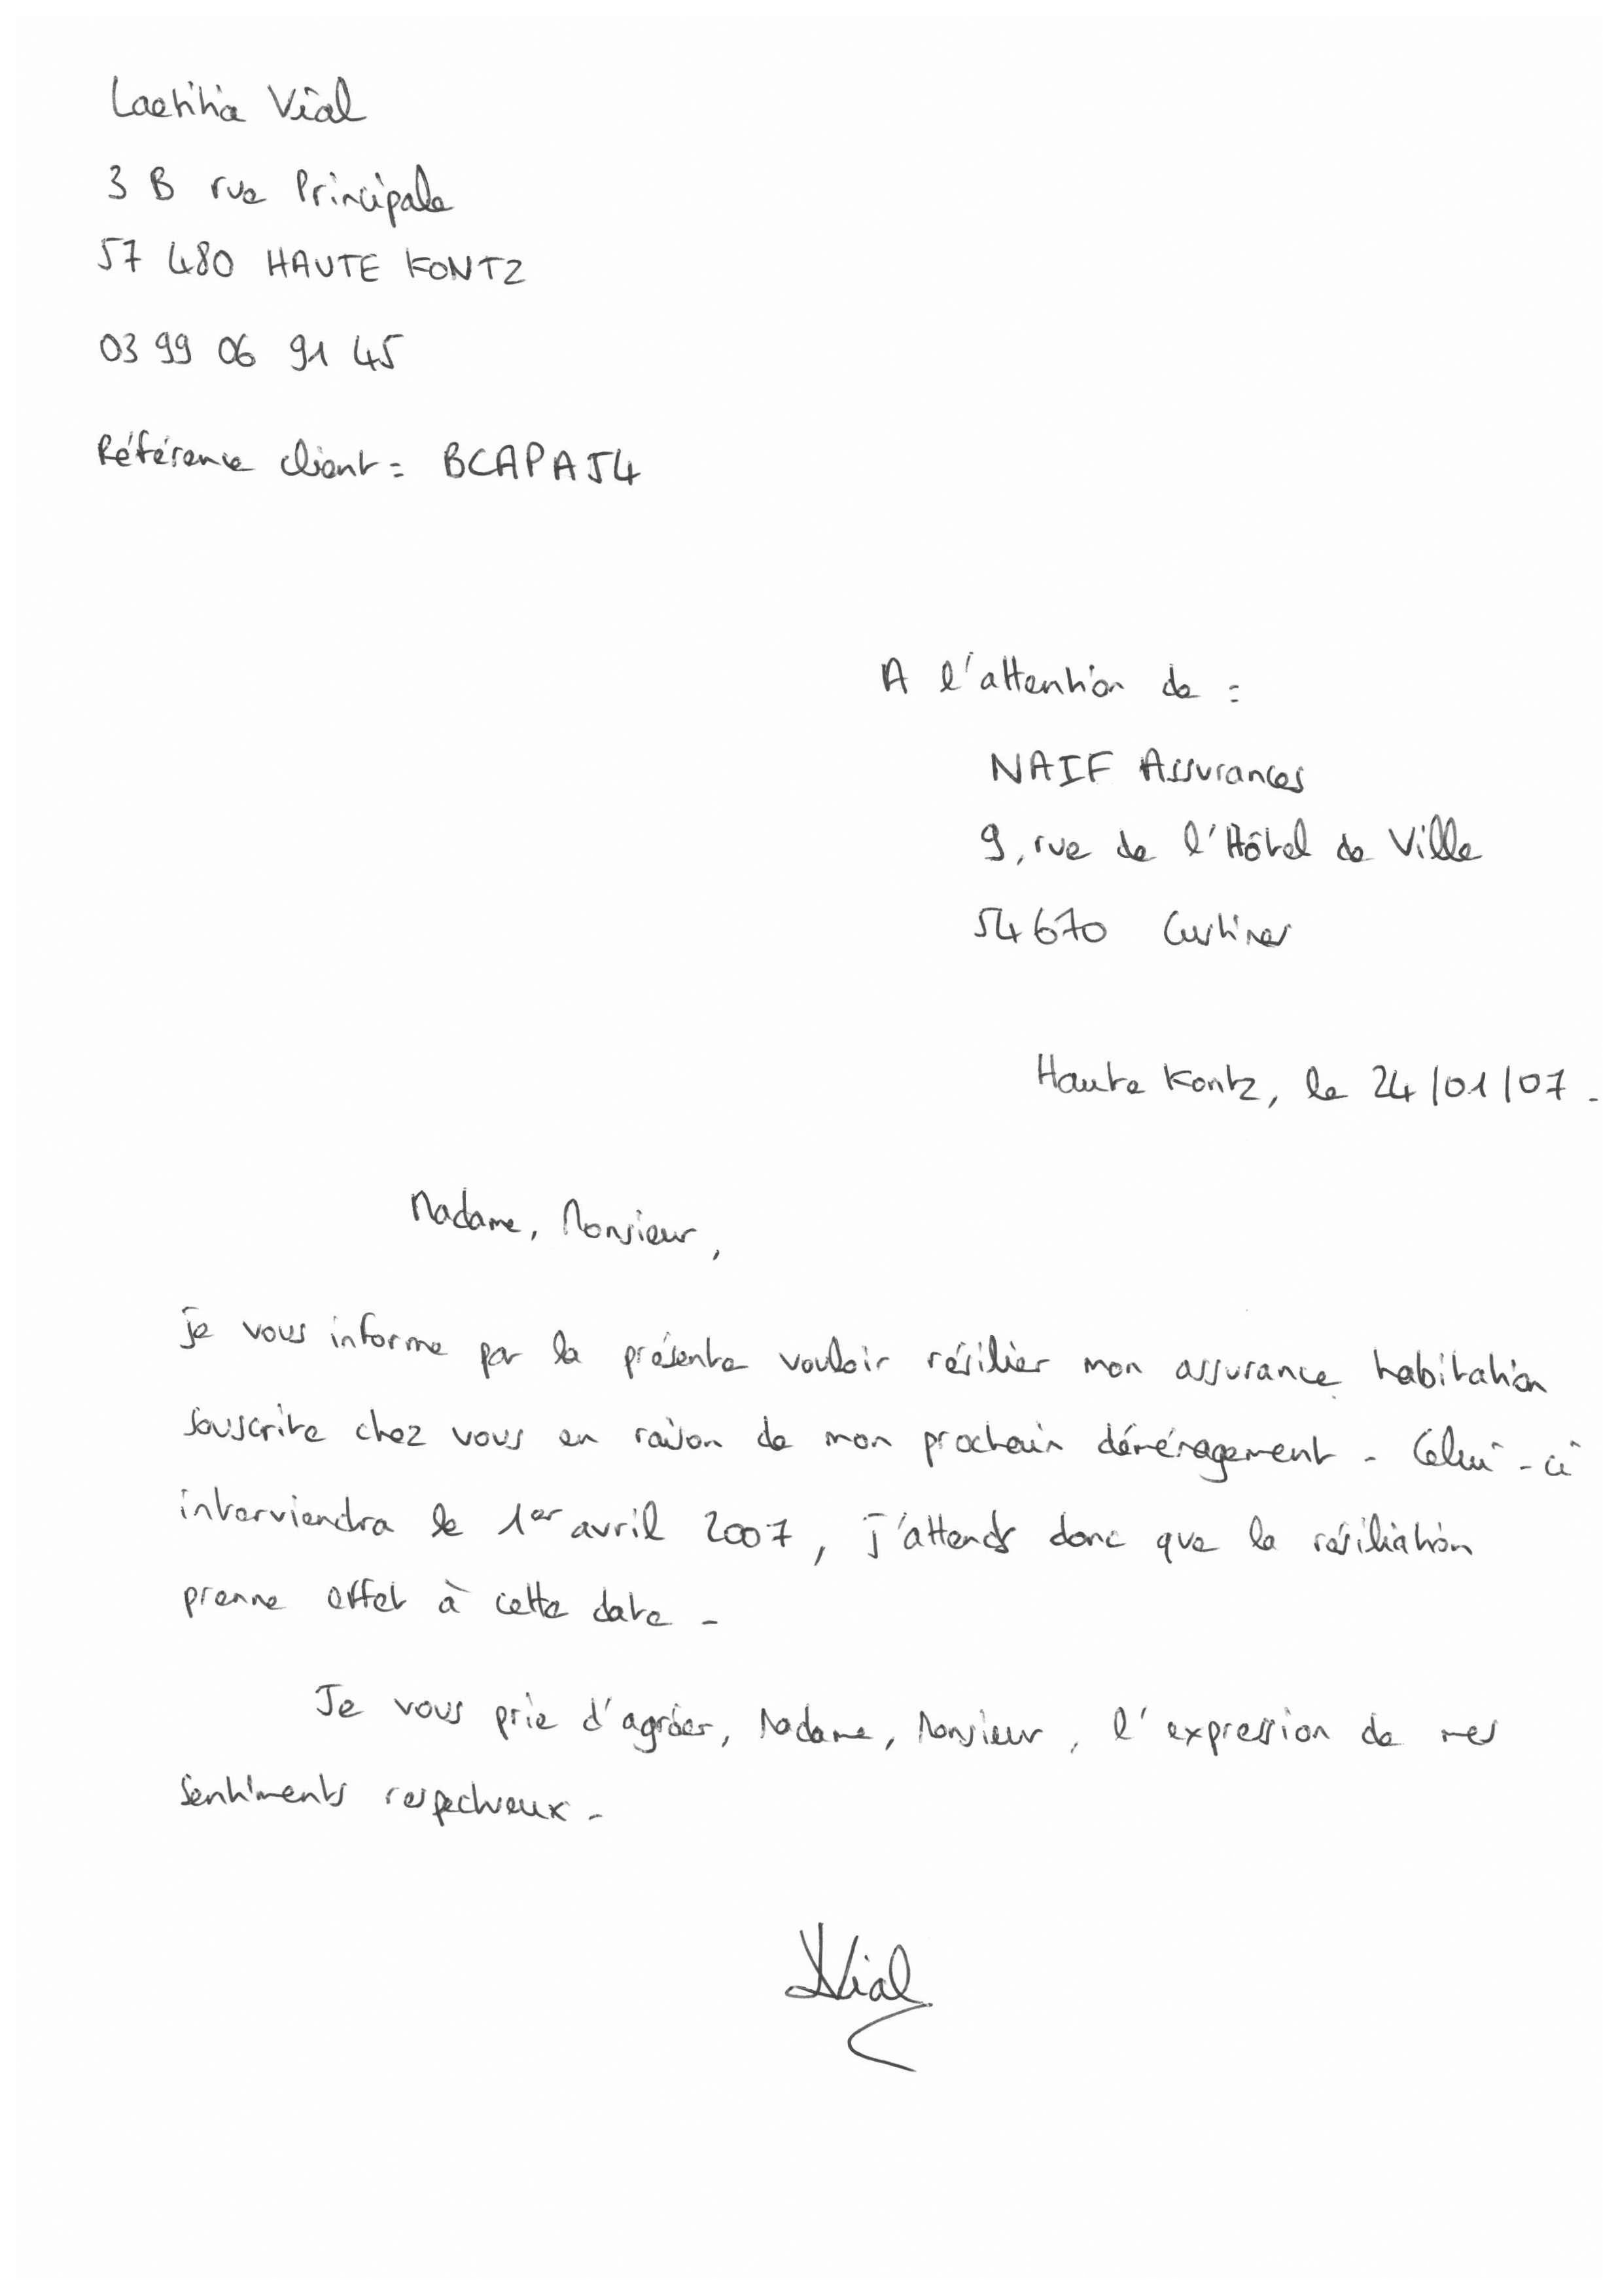 Laetitia Vial
3 B rue Principale
57 480 HAUTE KONTZ
03 99 06 91 45
Référence client : BCAPA54
A l'attention de :
NAIF Assurances
9, rue de l'Hôtel de Ville
54670 Custines
Haute Kontz, le 24/01/07.
Madame, Monsieur,
je vous informe par la présente vouloir résilier mon assurance habitation
souscrite chez vous en raison de mon prochain déménagement. Celui-ci
interviendra le 1er avril 2007, j'attends donc que la résiliation
prenne effet à cette date.
Je vous prie d'agréer, Madame, Monsieur, l'expression de mes
sentiments respectueux.
LVial